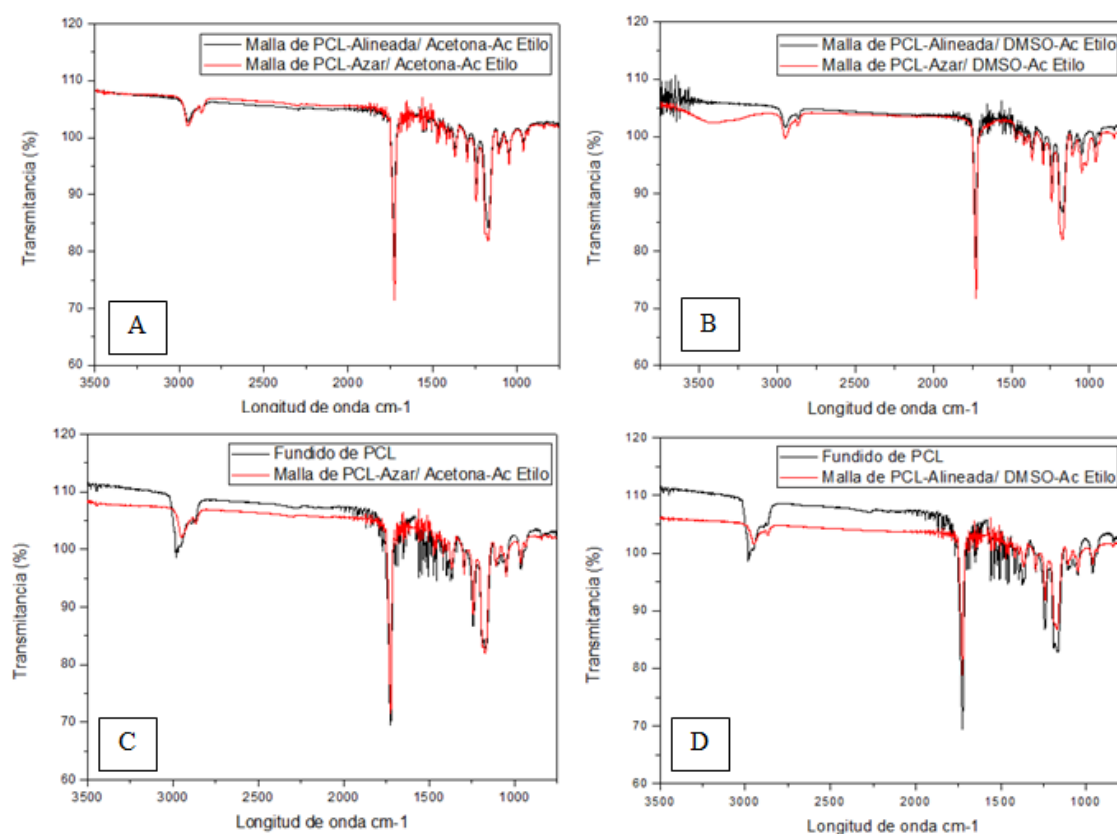 120
110
100
90
80
70
60
Transmitancia (%)
Malla de PCL-Alineada/ Acetona-Ac Etilo
Malla de PCL-Azar/ Acetona-Ac Etilo
A
3500 3000 2500 2000 1500 1000
Longitud de onda cm-1
120
110
100
90
80
70
60
Transmitancia (%)
Malla de PCL-Alineada/ DMSO-Ac Etilo
Malla de PCL-Azar/ DMSO-Ac Etilo
B
3500 3000 2500 2000 1500 1000
Longitud de onda cm-1
120
110
100
90
80
70
60
Transmitancia (%)
Fundido de PCL
Malla de PCL-Azar/ Acetona-Ac Etilo
C
3500 3000 2500 2000 1500 1000
Longitud de onda cm-1
120
110
100
90
80
70
60
Transmitancia (%)
Fundido de PCL
Malla de PCL-Alineada/ DMSO-Ac Etilo
D
3500 3000 2500 2000 1500 1000
Longitud de onda cm-1